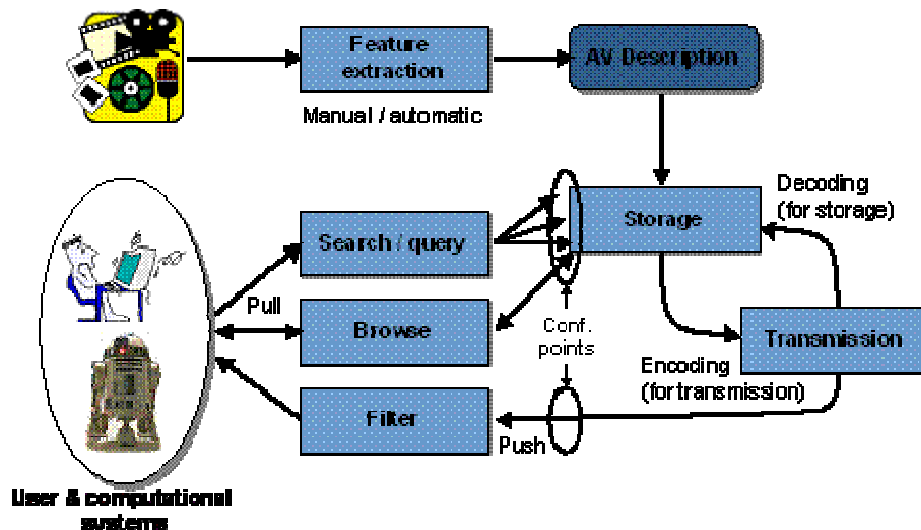 Feature
extraction
AV Description
Manual / automatic
Storage
Decoding
(for storage)
Search / query
Pull
Browse
Conf.
points
Transmission
Encoding
(for transmission)
Filter
Push
User & computational
systems